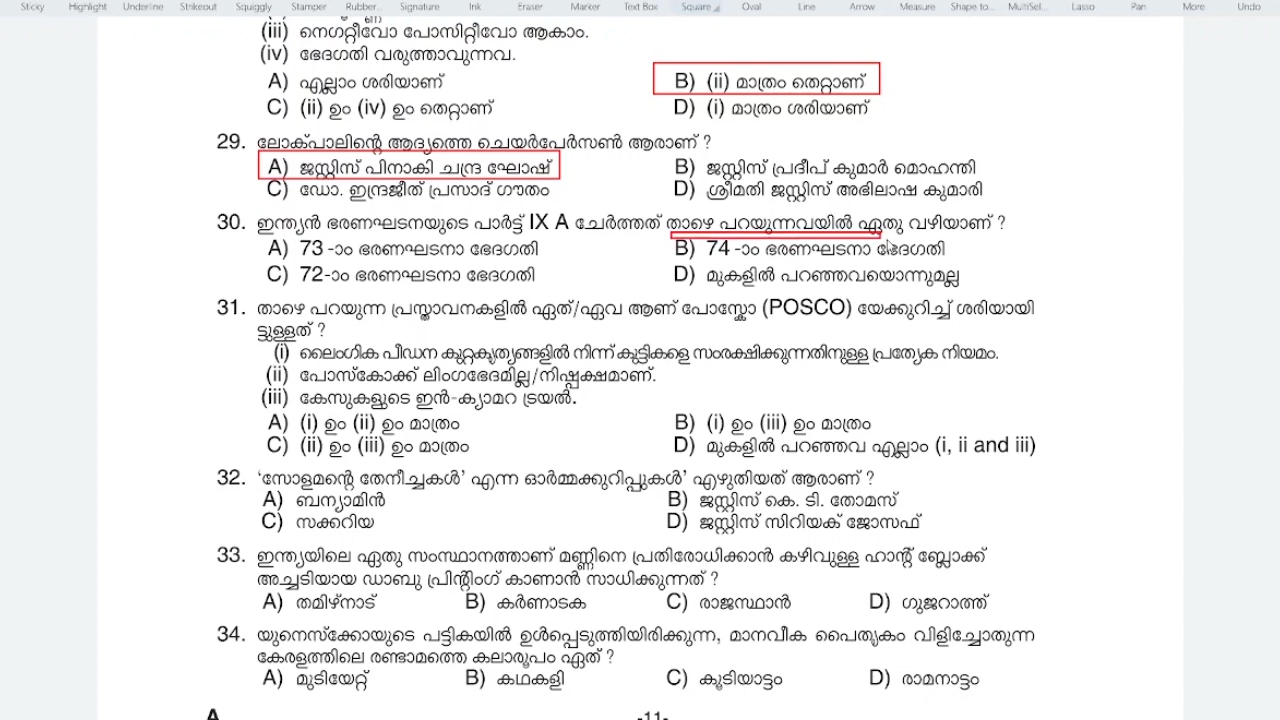 Sticky Highlight Underline Strikeout Squiggly Stamper Rubber... Signature Ink Eraser Marker Text Box Square Oval Line Arrow Measure Shape to... MultiSel... Lasso Pan More Undo
(iii) നെഗറ്റീവോ പോസിറ്റീവോ ആകാം.
(iv) ഭേദഗതി വരുത്താവുന്നവ.
A) എല്ലാം ശരിയാണ് B) (ii) മാത്രം തെറ്റാണ്
C) (ii) ഉം (iv) ഉം തെറ്റാണ് D) (i) മാത്രം ശരിയാണ്
29. ലോക്പാലിന്റെ ആദ്യത്തെ ചെയർപേർസൺ ആരാണ് ?
A) ജസ്റ്റിസ് പിനാകി ചന്ദ്ര ഘോഷ് B) ജസ്റ്റിസ് പ്രദീപ് കുമാർ മൊഹന്തി
C) ഡോ. ഇന്ദ്രജീത് പ്രസാദ് ഗൗതം D) ശ്രീമതി ജസ്റ്റിസ് അഭിലാഷ കുമാരി
30. ഇന്ത്യൻ ഭരണഘടനയുടെ പാർട്ട് IX A ചേർത്തത് താഴെ പറയുന്നവയിൽ ഏതു വഴിയാണ് ?
A) 73 -ാം ഭരണഘടനാ ഭേദഗതി B) 74 -ാം ഭരണഘടനാ ഭേദഗതി
C) 72-ാം ഭരണഘടനാ ഭേദഗതി D) മുകളിൽ പറഞ്ഞവയൊന്നുമല്ല
31. താഴെ പറയുന്ന പ്രസ്താവനകളിൽ ഏത്/ഏവ ആണ് പോസ്കോ (POSCO) യേക്കുറിച്ച് ശരിയായി
ട്ടുള്ളത് ?
(i) ലൈംഗിക പീഡന കുറ്റകൃത്യങ്ങളിൽ നിന്ന് കുട്ടികളെ സംരക്ഷിക്കുന്നതിനുള്ള പ്രത്യേക നിയമം.
(ii) പോസ്കോക്ക് ലിംഗഭേദമില്ല/നിഷ്പക്ഷമാണ്.
(iii) കേസുകളുടെ ഇൻ-ക്യാമറ ട്രയൽ.
A) (i) ഉം (ii) ഉം മാത്രം B) (i) ഉം (iii) ഉം മാത്രം
C) (ii) ഉം (iii) ഉം മാത്രം D) മുകളിൽ പറഞ്ഞവ എല്ലാം (i, ii and iii)
32. ‘സോളമന്റെ തേനീച്ചകൾ’ എന്ന ഓർമ്മക്കുറിപ്പുകൾ’ എഴുതിയത് ആരാണ് ?
A) ബന്യാമിൻ B) ജസ്റ്റിസ് കെ. ടി. തോമസ്
C) സക്കറിയ D) ജസ്റ്റിസ് സിറിയക് ജോസഫ്
33. ഇന്ത്യയിലെ ഏതു സംസ്ഥാനത്താണ് മണ്ണിനെ പ്രതിരോധിക്കാൻ കഴിവുള്ള ഹാന്റ് ബ്ലോക്ക്
അച്ചടിയായ ഡാബു പ്രിന്റിംഗ് കാണാൻ സാധിക്കുന്നത് ?
A) തമിഴ്നാട് B) കർണാടക C) രാജസ്ഥാൻ D) ഗുജറാത്ത്
34. യുനെസ്ക്കോയുടെ പട്ടികയിൽ ഉൾപ്പെടുത്തിയിരിക്കുന്ന, മാനവീക പൈതൃകം വിളിച്ചോതുന്ന
കേരളത്തിലെ രണ്ടാമത്തെ കലാരൂപം ഏത് ?
A) മുടിയേറ്റ് B) കഥകളി C) കൂടിയാട്ടം D) രാമനാട്ടം
A -11-